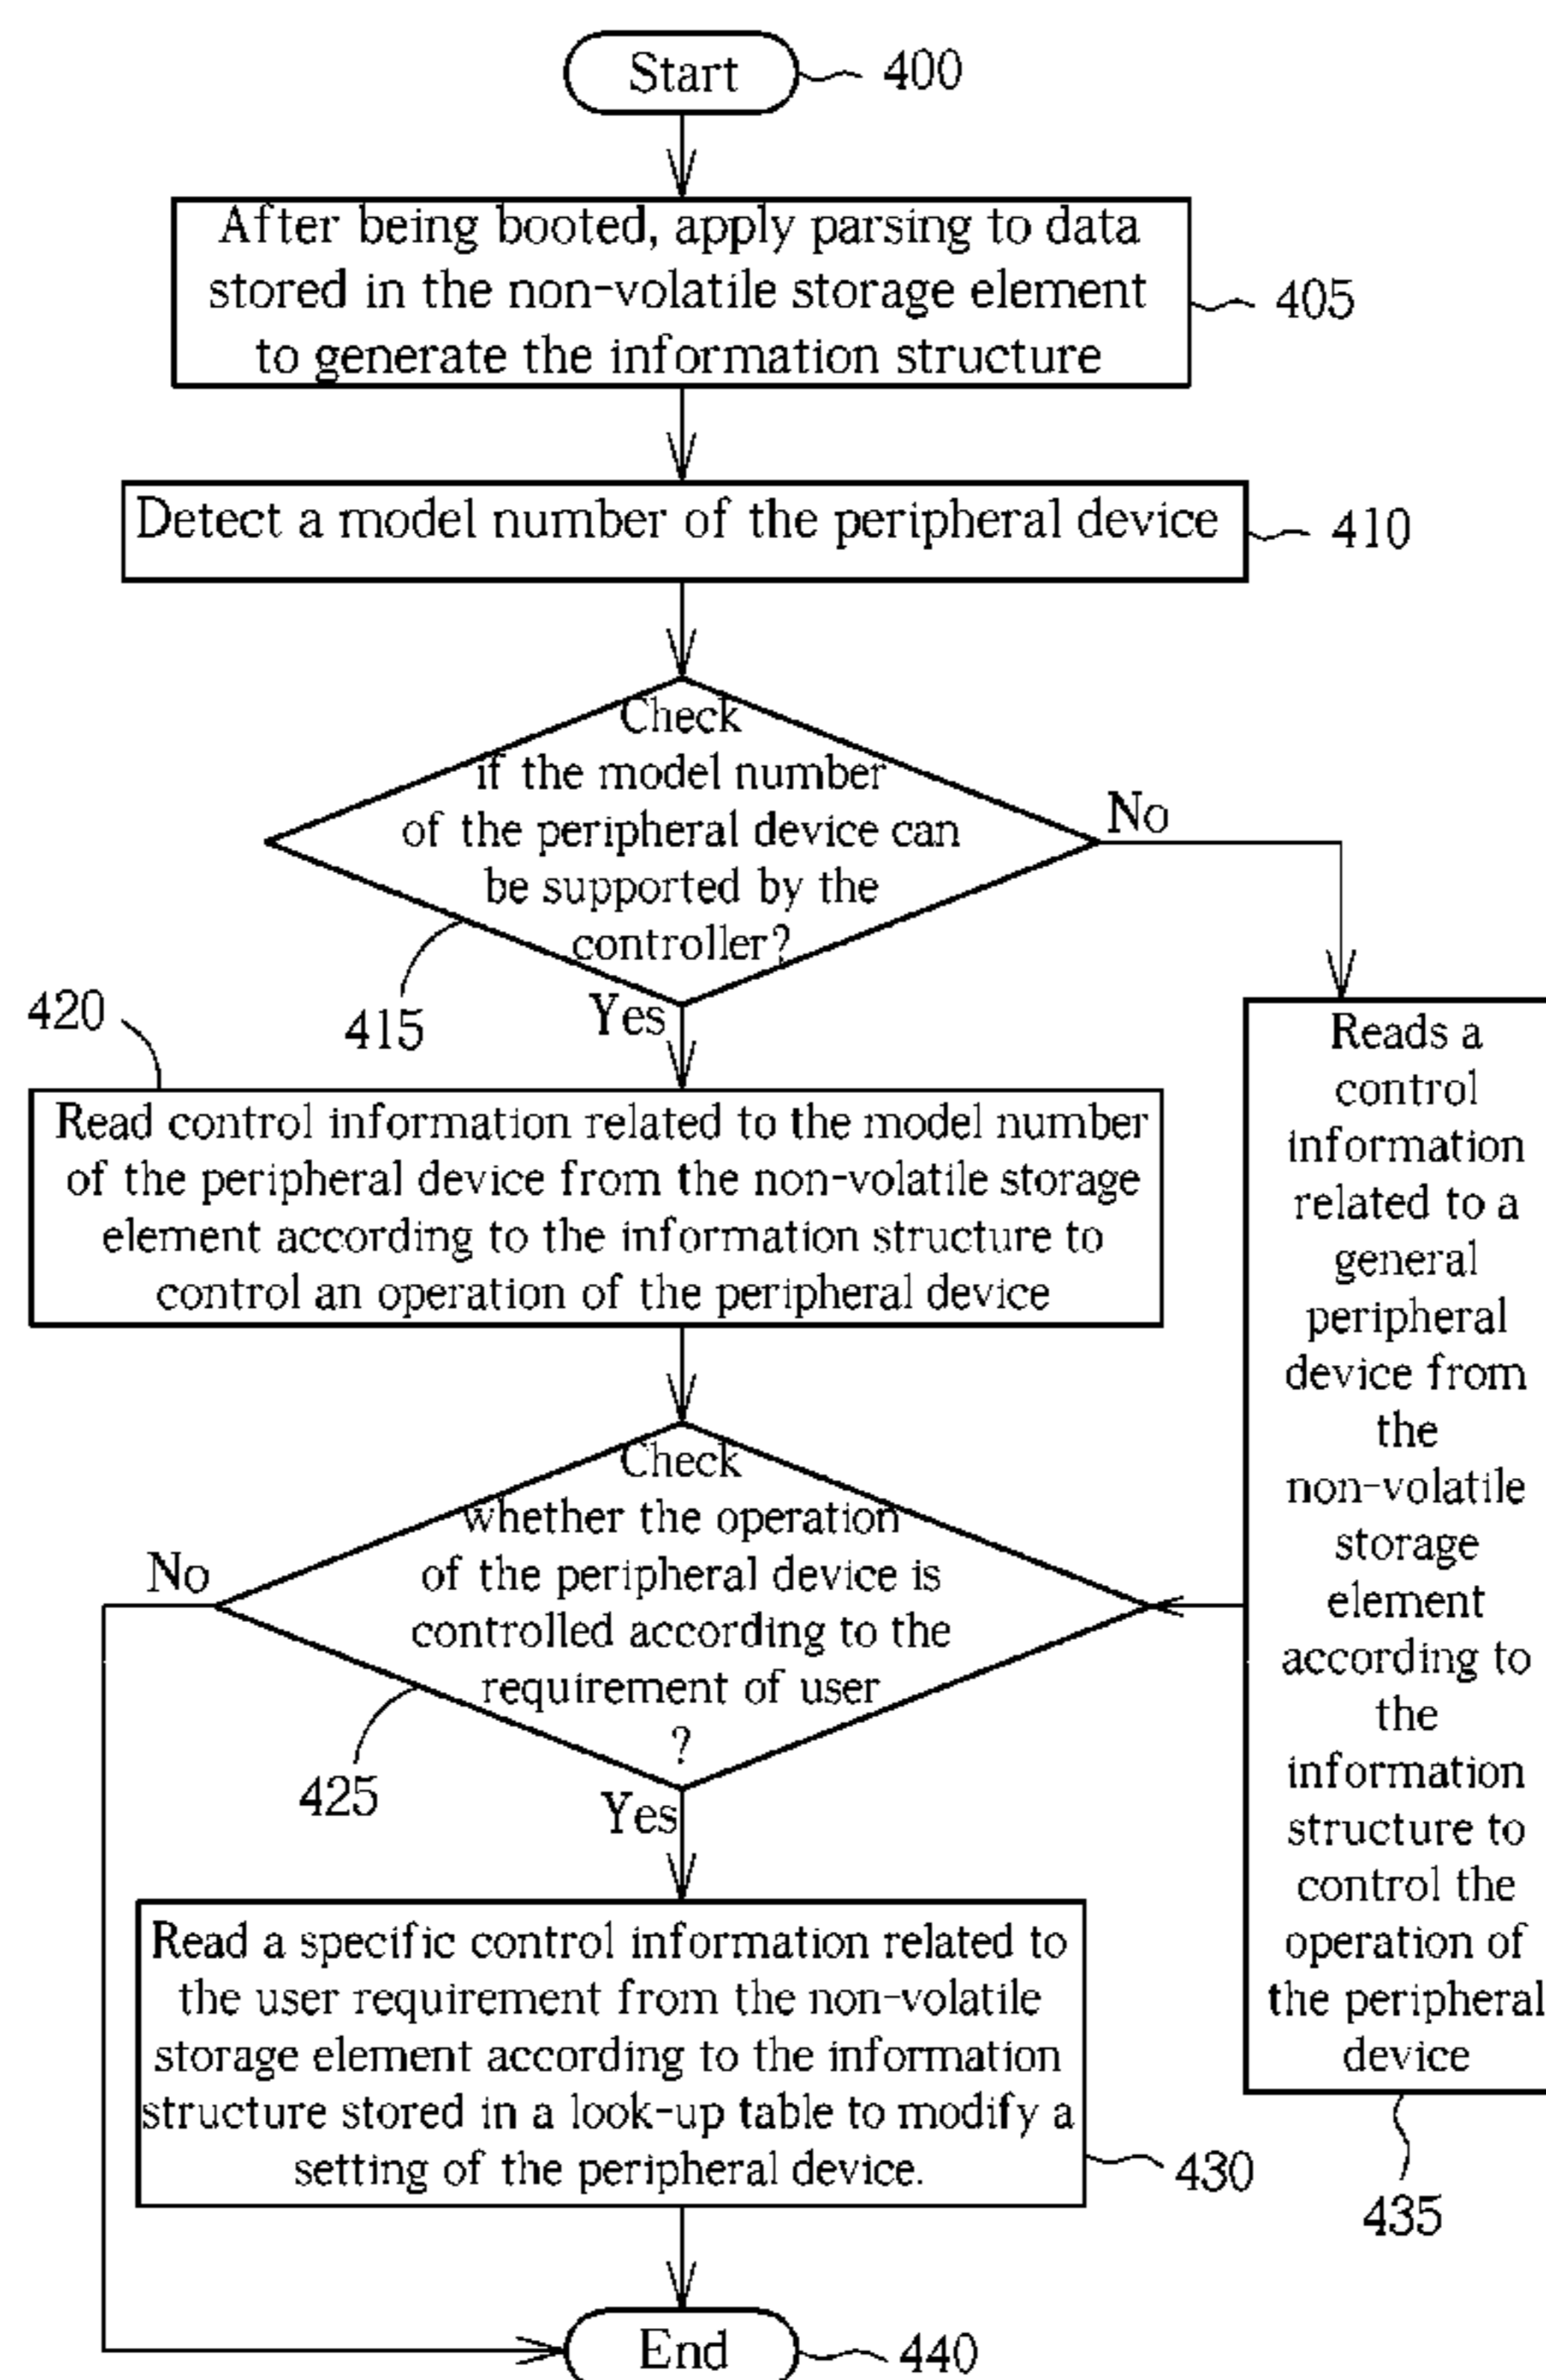 Start
400
After being booted, apply parsing to data
stored in the non-volatile storage element
to generate the information structure
405
Detect a model number of the peripheral device
410
Check
if the model number
of the peripheral device can
be supported by the
controller?
415
No
Yes
420
Read control information related to the model number
of the peripheral device from the non-volatile storage
element according to the information structure to
control an operation of the peripheral device
Reads a
control
information
related to a
general
peripheral
device from
the
non-volatile
storage
element
according to
the
information
structure to
control the
operation of
the peripheral
device
435
Check
whether the operation
of the peripheral device is
controlled according to the
requirement of user
?
425
No
Yes
Read a specific control information related to
the user requirement from the non-volatile
storage element according to the information
structure stored in a look-up table to modify a
setting of the peripheral device.
430
End
440